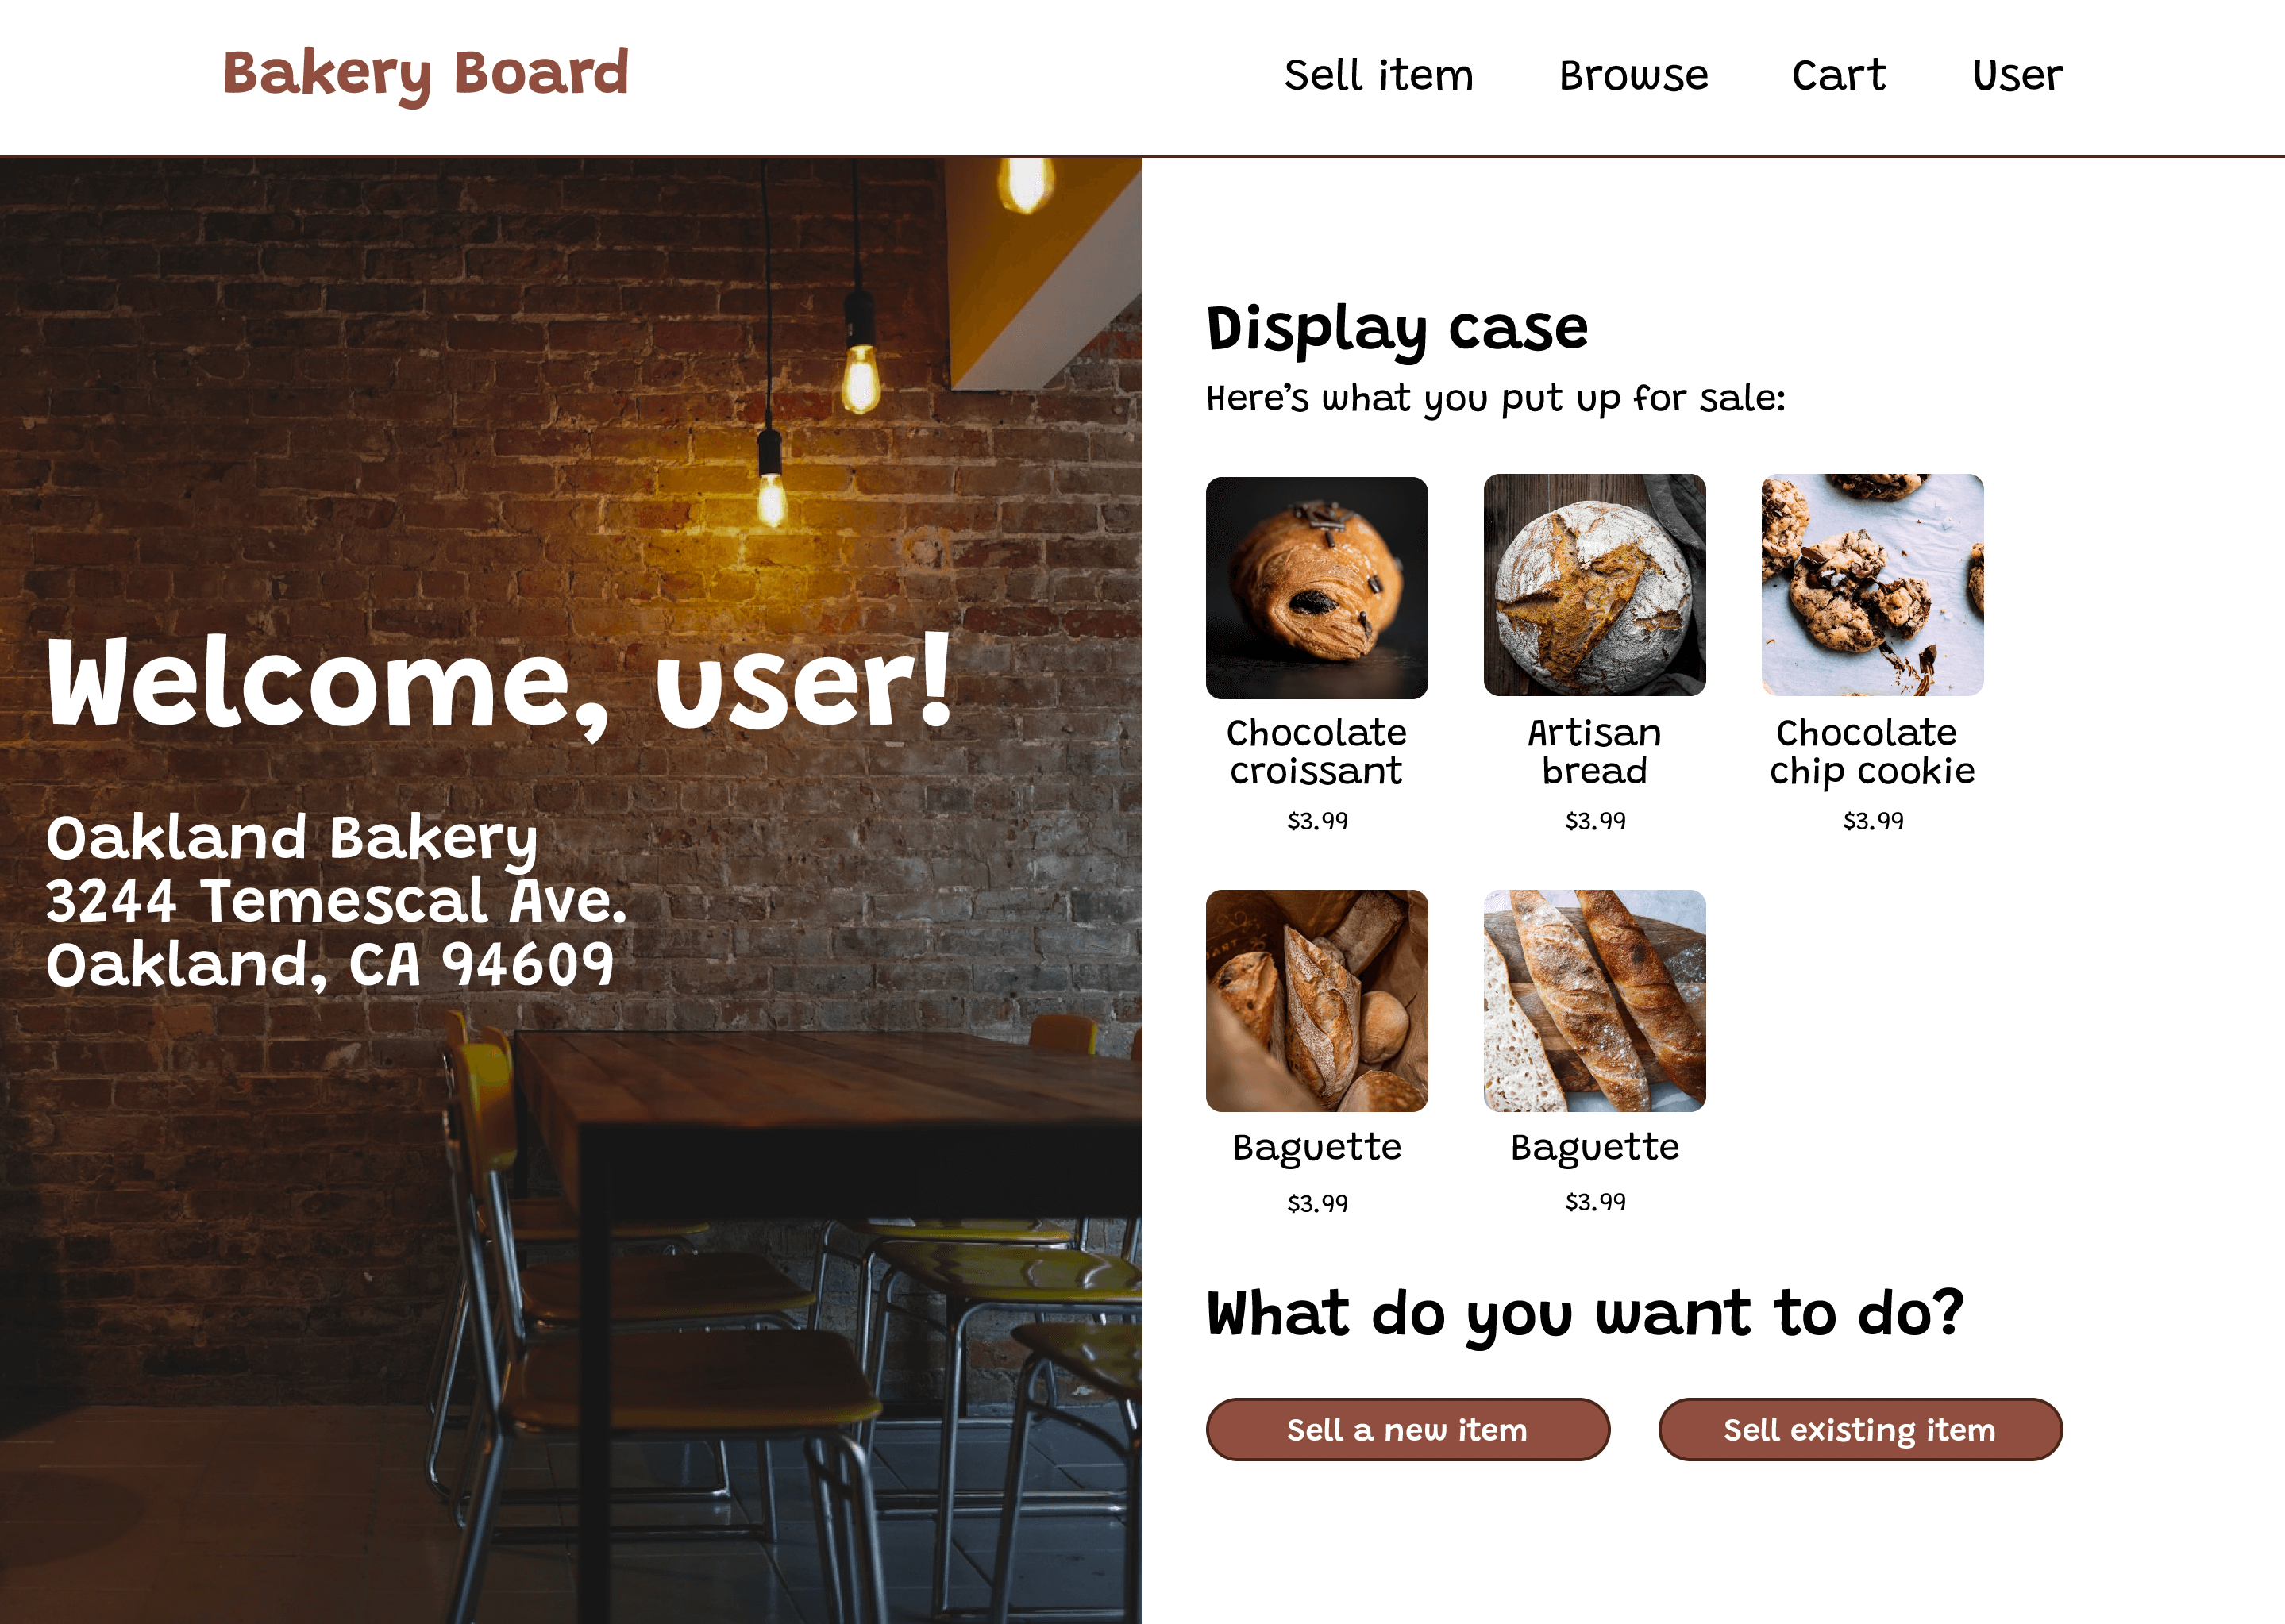 Bakery Board
Sell item
Browse
Cart
User
Welcome, user!
Oakland Bakery
3244 Temescal Ave.
Oakland, CA 94609
Display case
Here’s what you put up for sale:
Chocolate
croissant
$3.99
Artisan
bread
$3.99
Chocolate
chip cookie
$3.99
Baguette
$3.99
Baguette
$3.99
What do you want to do?
Sell a new item
Sell existing item